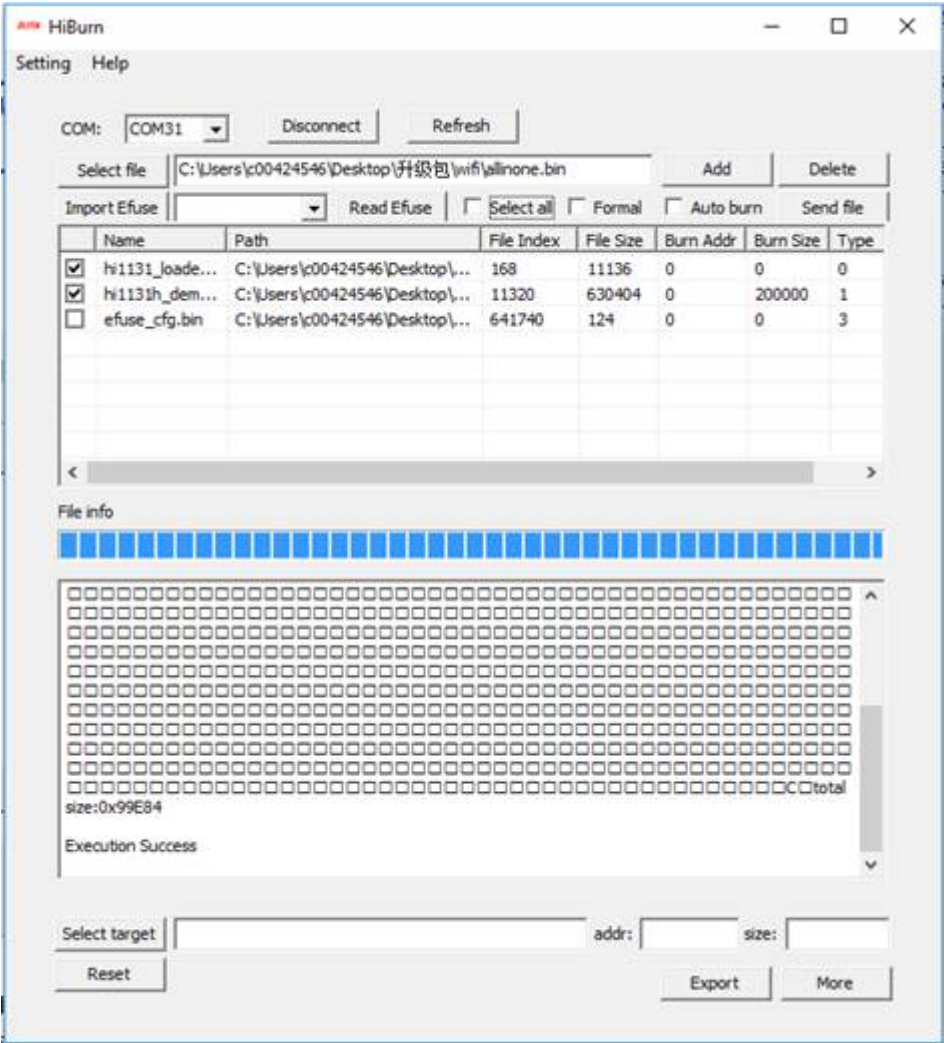 HiBurn
Setting Help
COM: COM31 Disconnect Refresh
Select file C:\Users\c00424546\Desktop\升级包\wifi\allinone.bin Add Delete
Import Efuse Read Efuse Select all Formal Auto burn Send file
Name Path File Index File Size Burn Addr Burn Size Type
hi1131_loade... C:\Users\c00424546\Desktop\... 168 11136 0 0 0
hi1131h_dem... C:\Users\c00424546\Desktop\... 11320 630404 0 200000 1
efuse_cfg.bin C:\Users\c00424546\Desktop\... 641740 124 0 0 3
File info
C□total
size:0x99E84
Execution Success
Select target addr: size:
Reset
Export More